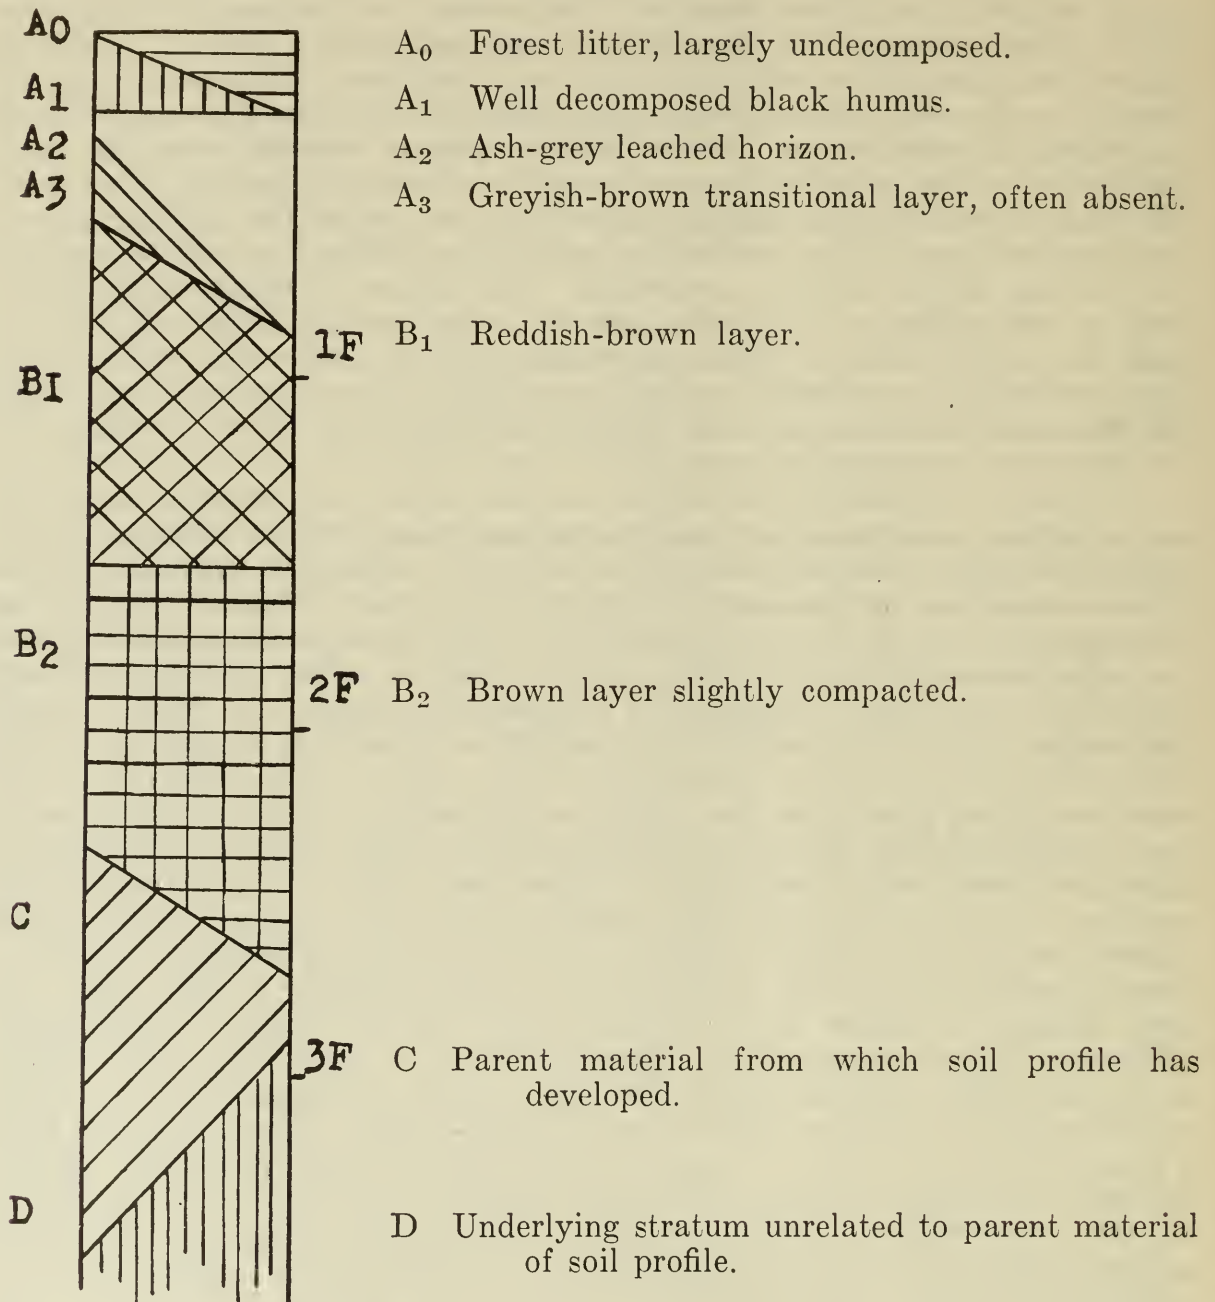 A0
A₀ Forest litter, largely undecomposed.
A1
A₁ Well decomposed black humus.
A2
A₂ Ash-grey leached horizon.
A3
A₃ Greyish-brown transitional layer, often absent.
1F
B₁ Reddish-brown layer.
BI
B2
2F
B₂ Brown layer slightly compacted.
C
3F
C Parent material from which soil profile has
developed.
D
D Underlying stratum unrelated to parent material
of soil profile.